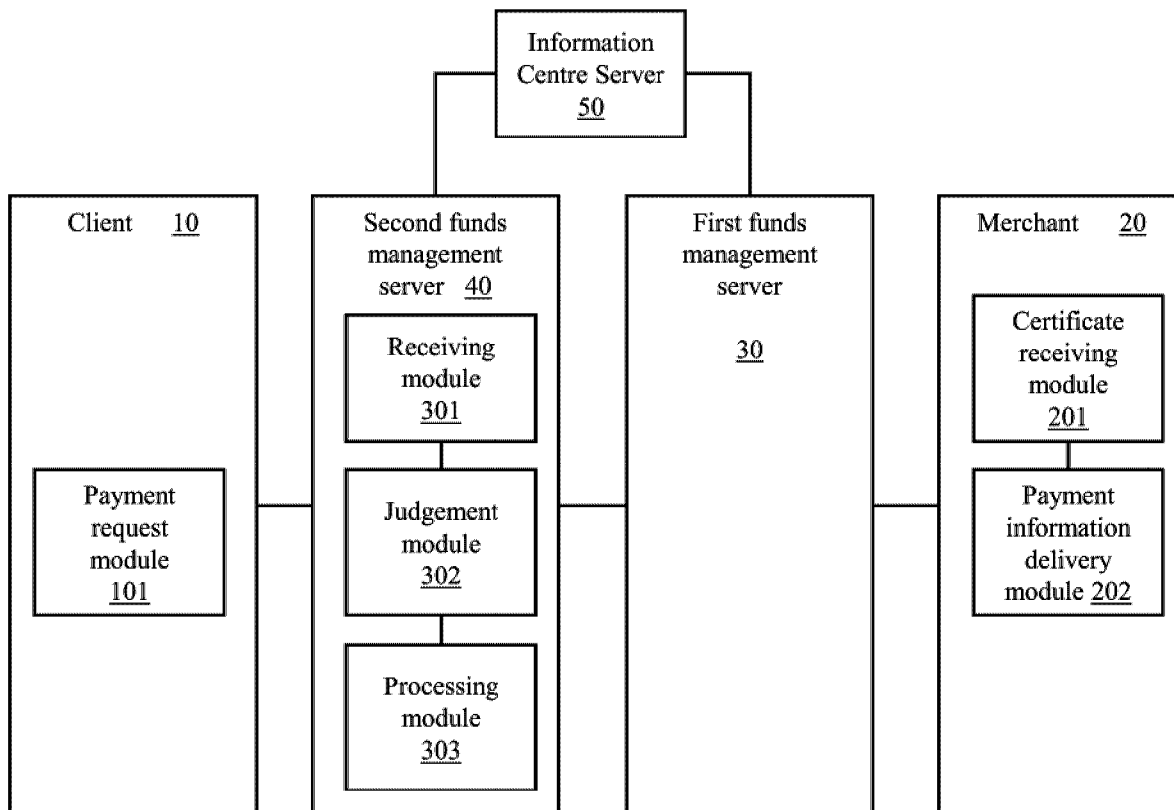 Information
Centre Server
50
Client 10
Second funds
management
server 40
First funds
management
server
30
Merchant 20
Receiving
module
301
Certificate
receiving
module
201
Payment
request
module
101
Judgement
module
302
Payment
information
delivery
module 202
Processing
module
303